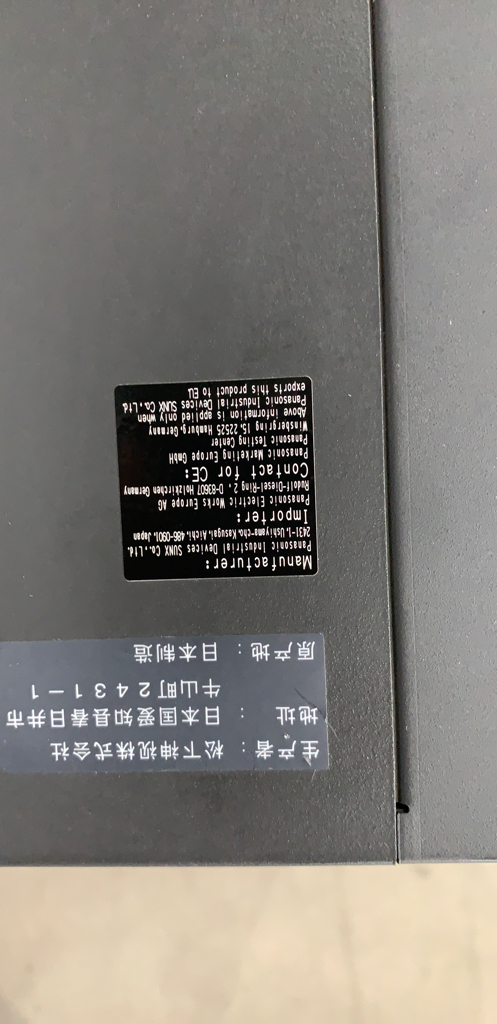 生产者：松下神视株式会社
地址：日本国爱知县春日井市
牛山町2431-1
原产地：日本制造
Manufacturer:
Panasonic Industrial Devices SUNX Co.,Ltd.
2431-1,Ushiyama-cho,Kasugai,Aichi,486-0901,Japan
Importer:
Panasonic Electric Works Europe AG
Rudolf-Diesel-Ring 2, D-83607 Holzkirchen Germany
Contact for CE:
Panasonic Marketing Europe GmbH
Panasonic Testing Center
Winsbergring 15,22525 Hamburg,Germany
Above information is applied only when
Panasonic Industrial Devices SUNX Co.,Ltd.
exports this product to EU